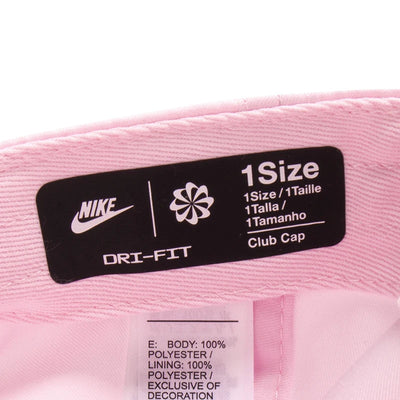 NIKE
DRI-FIT
1Size
1Size / 1Taille
1Talla /
1Tamanho
Club Cap
E: BODY: 100%
POLYESTER /
LINING: 100%
POLYESTER /
EXCLUSIVE OF
DECORATION